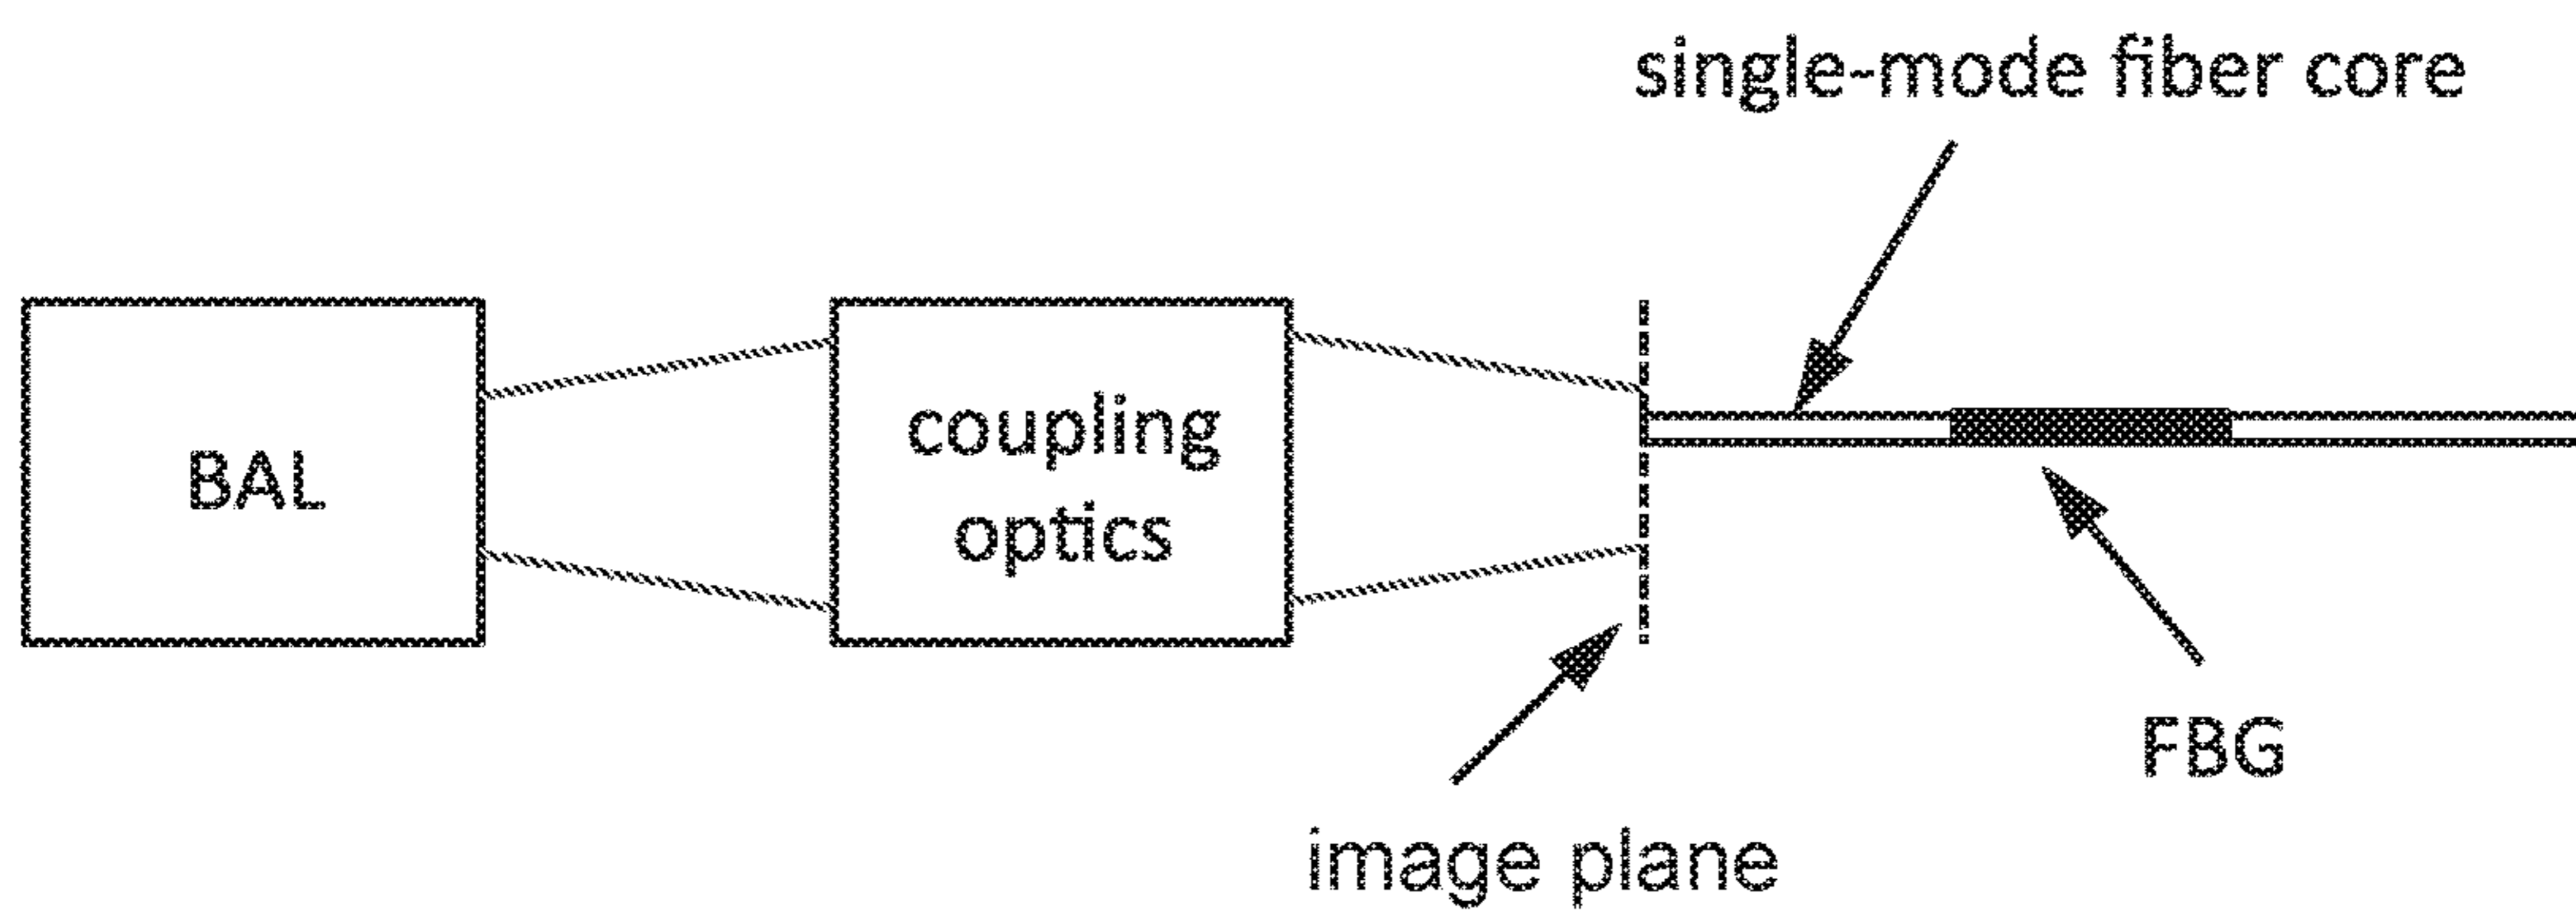 single-mode fiber core
BAL
coupling
optics
FBG
image plane